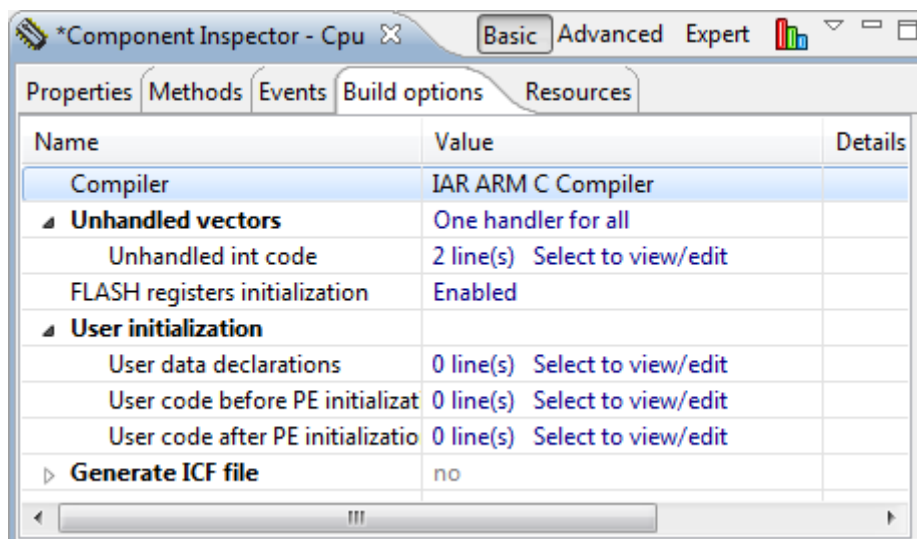 *Component Inspector - Cpu Basic Advanced Expert
Properties Methods Events Build options Resources
Name Value Details
Compiler IAR ARM C Compiler
Unhandled vectors One handler for all
Unhandled int code 2 line(s) Select to view/edit
FLASH registers initialization Enabled
User initialization
User data declarations 0 line(s) Select to view/edit
User code before PE initializat 0 line(s) Select to view/edit
User code after PE initializatio 0 line(s) Select to view/edit
Generate ICF file no